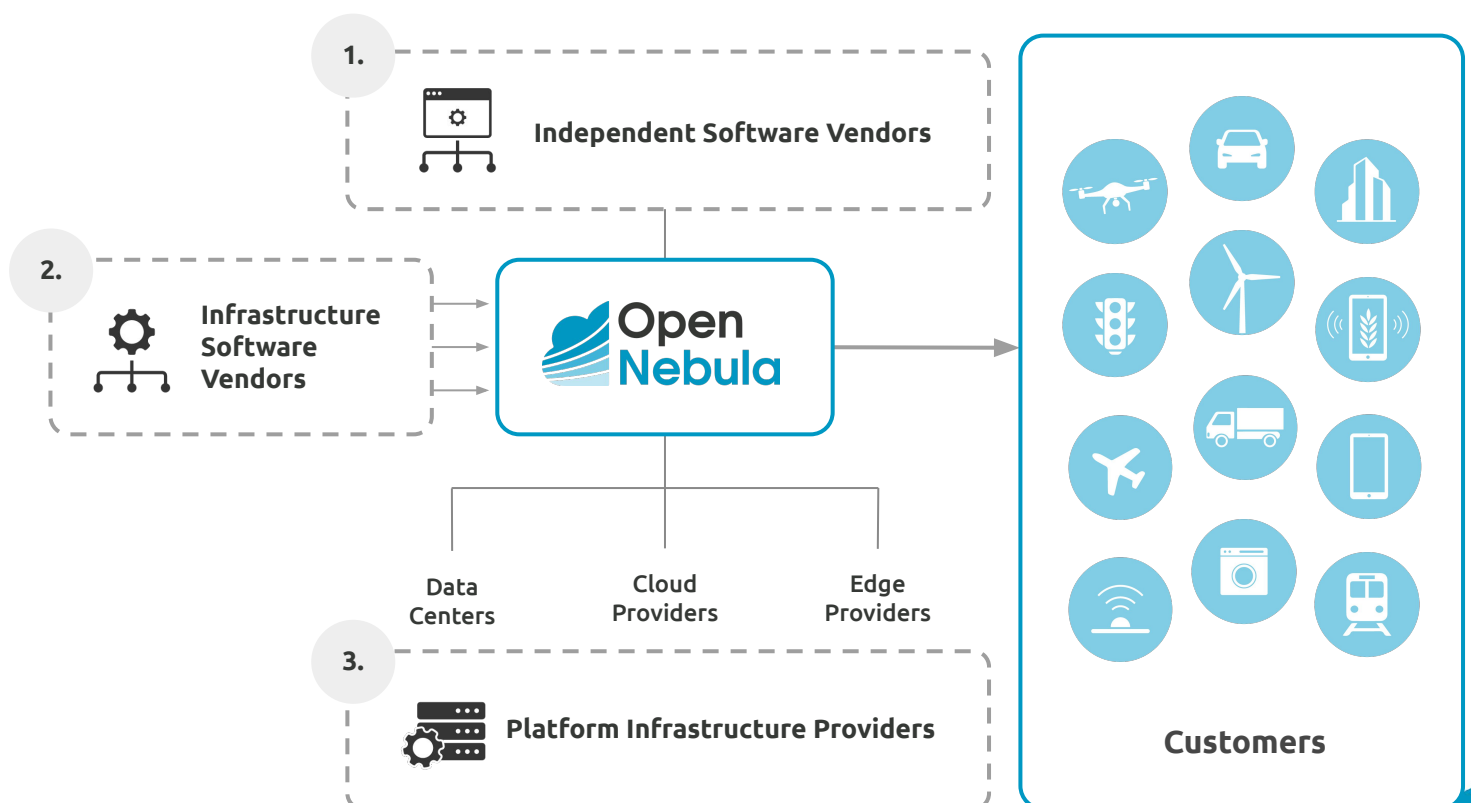 1.
Independent Software Vendors
2.
Infrastructure
Software
Vendors
Open
Nebula
Data
Centers
Cloud
Providers
Edge
Providers
3.
Platform Infrastructure Providers
Customers